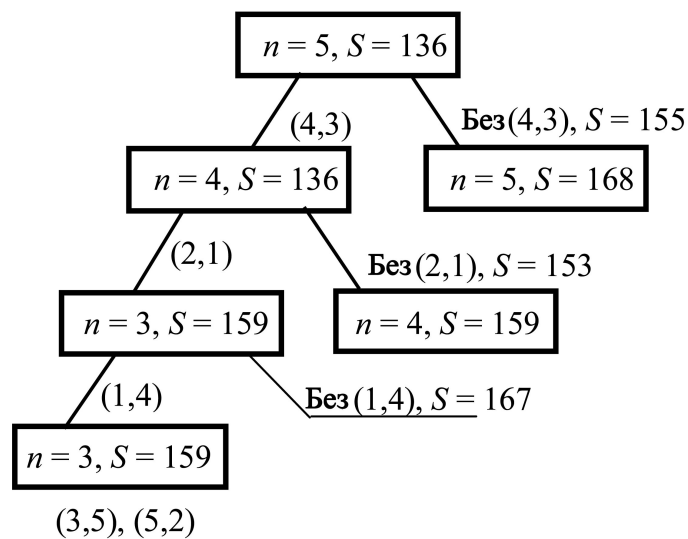 n = 5, S = 136
(4,3)
Без (4,3), S = 155
n = 4, S = 136
n = 5, S = 168
(2,1)
Без (2,1), S = 153
n = 3, S = 159
n = 4, S = 159
(1,4)
Без (1,4), S = 167
n = 3, S = 159
(3,5), (5,2)